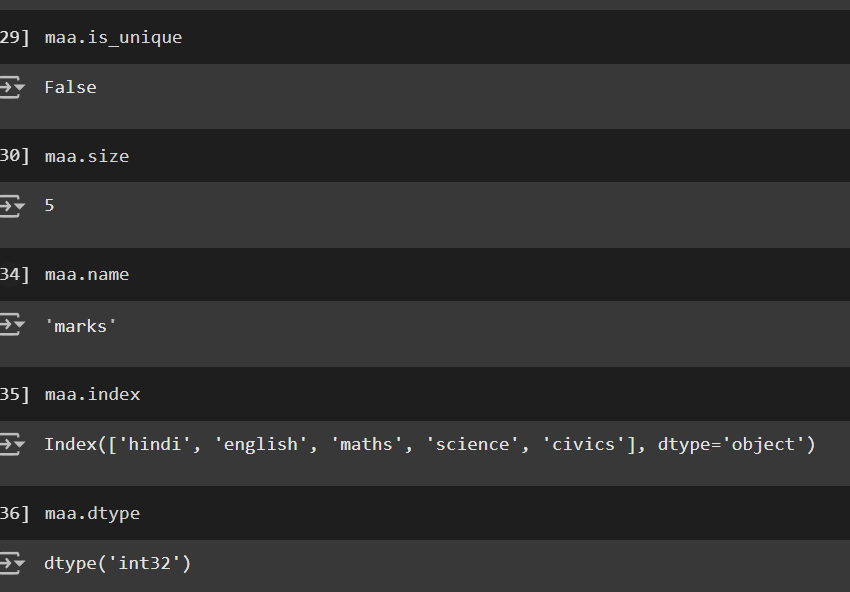 29] maa.is_unique
False
30] maa.size
5
34] maa.name
'marks'
35] maa.index
Index(['hindi', 'english', 'maths', 'science', 'civics'], dtype='object')
36] maa.dtype
dtype('int32')